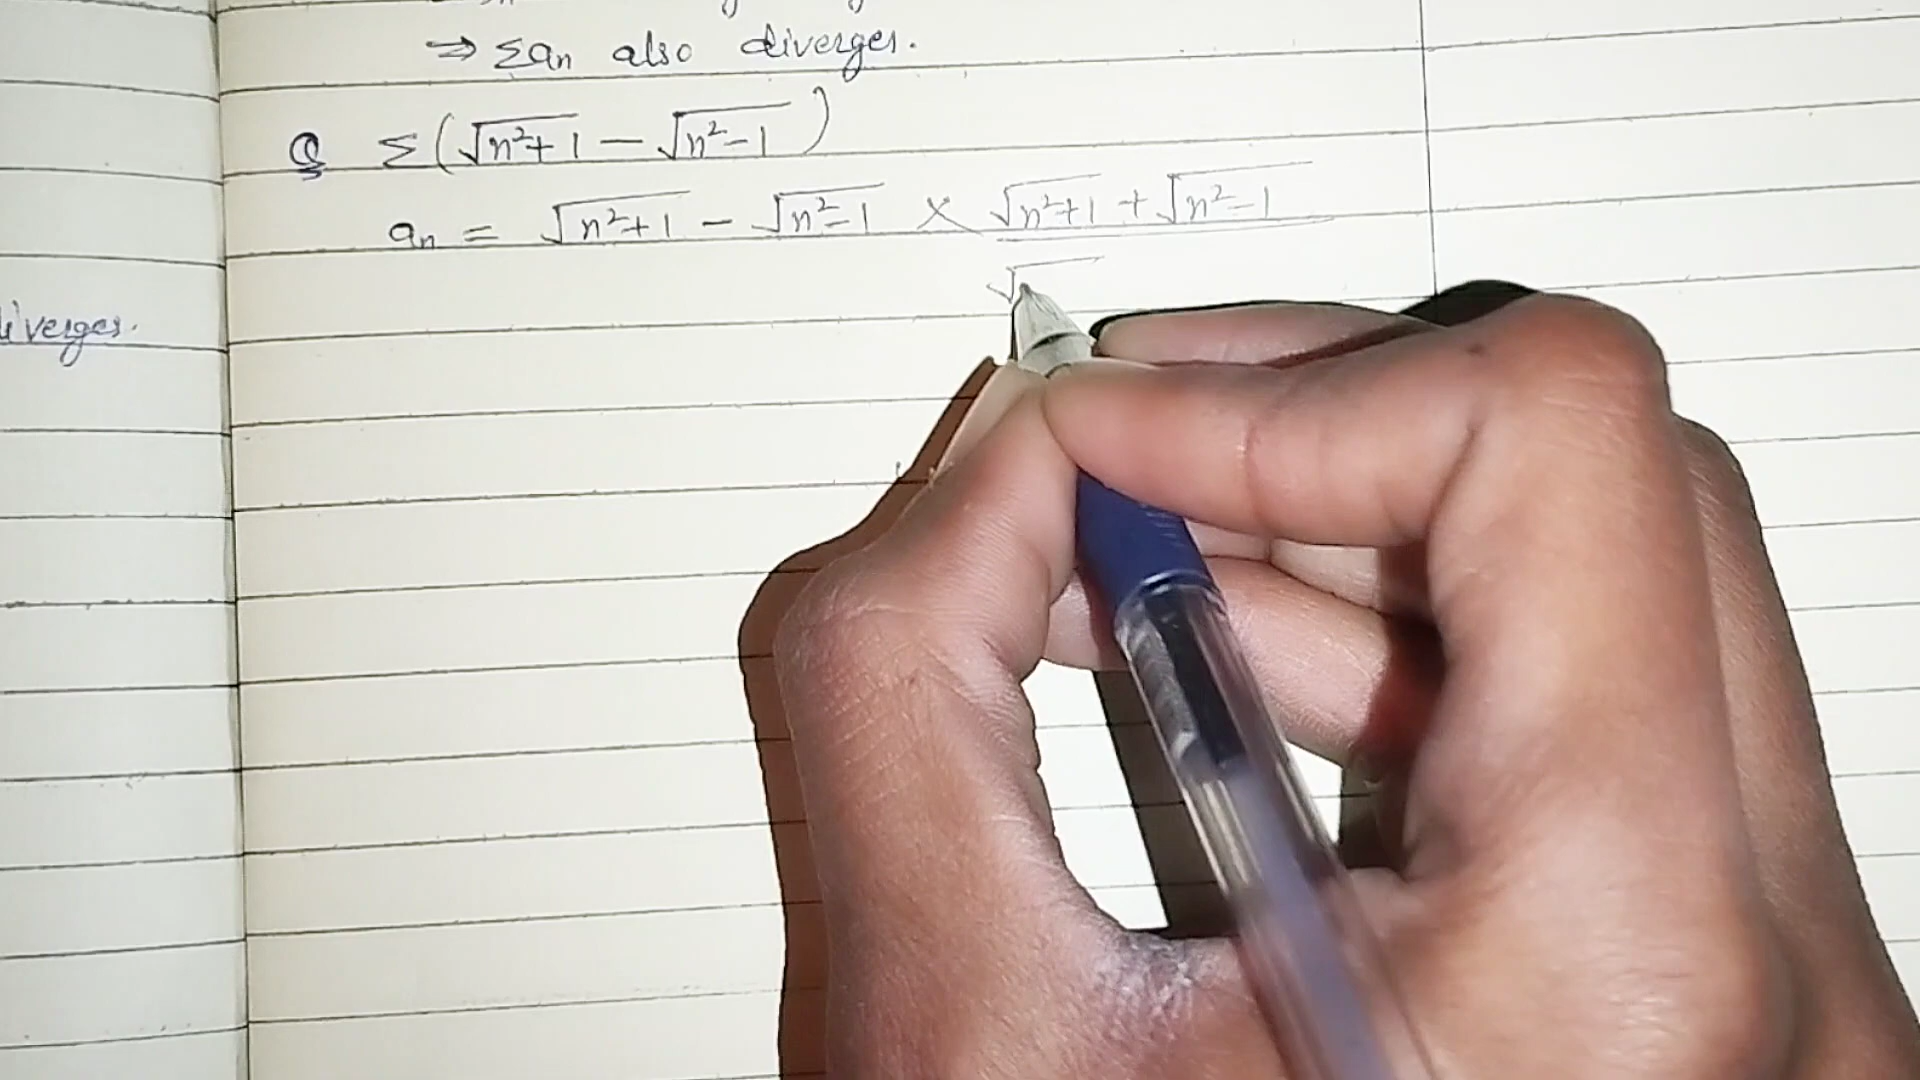 diverges.
⇒ Σaₙ also diverges.
Q Σ(√(n²+1) − √(n²−1))
aₙ = √(n²+1) − √(n²−1) × √(n²+1) + √(n²−1)
√